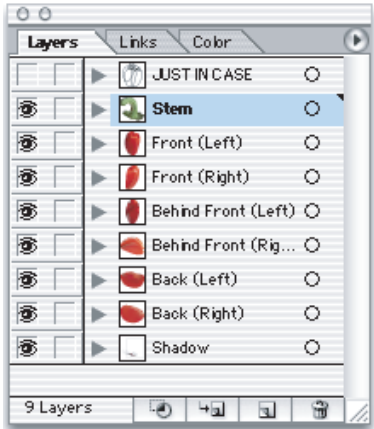 Layers Links Color
JUST IN CASE
Stem
Front (Left)
Front (Right)
Behind Front (Left)
Behind Front (Rig...
Back (Left)
Back (Right)
Shadow
9 Layers